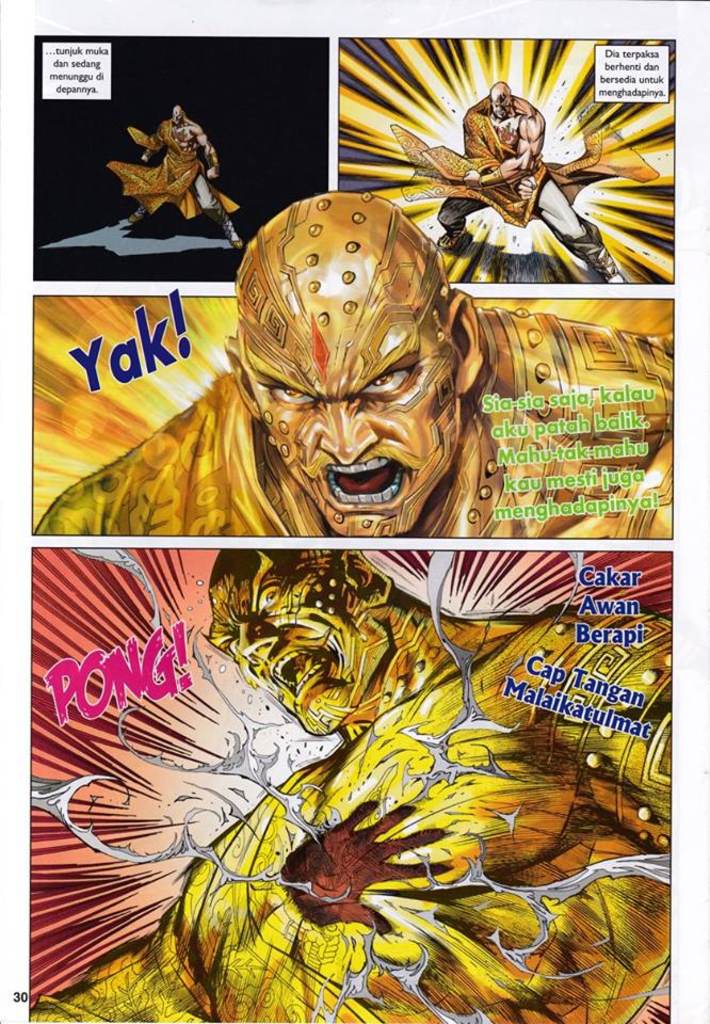 ...tunjuk muka
dan sedang
menunggu di
depannya.
Dia terpaksa
berhenti dan
bersedia untuk
menghadapinya.
Yak!
Sia-sia saja, kalau
aku patah balik.
Mahu-tak-mahu
kau mesti juga
menghadapinya!
Cakar
Awan
Berapi
PONG!
Cap Tangan
Malaikatulmat
30